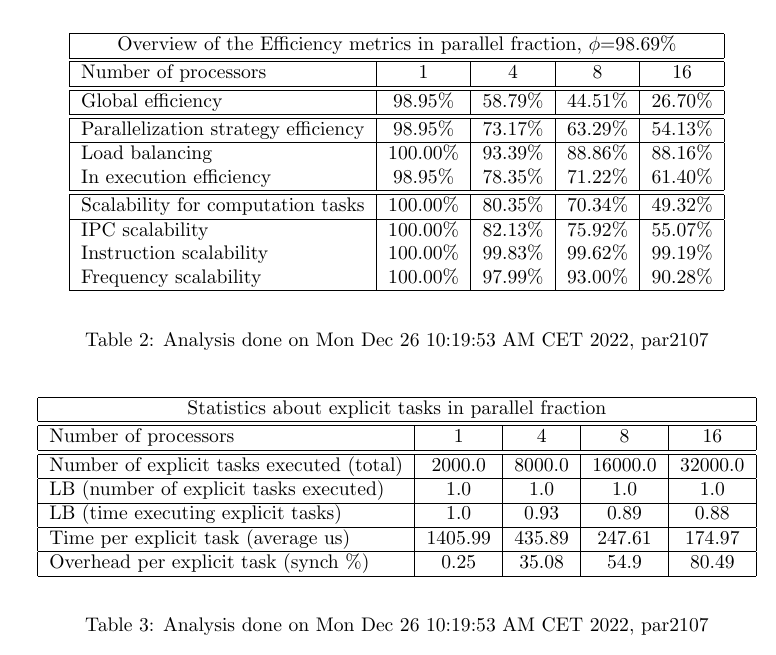 Overview of the Efficiency metrics in parallel fraction, ϕ=98.69%
Number of processors 1 4 8 16
Global efficiency 98.95% 58.79% 44.51% 26.70%
Parallelization strategy efficiency 98.95% 73.17% 63.29% 54.13%
Load balancing 100.00% 93.39% 88.86% 88.16%
In execution efficiency 98.95% 78.35% 71.22% 61.40%
Scalability for computation tasks 100.00% 80.35% 70.34% 49.32%
IPC scalability 100.00% 82.13% 75.92% 55.07%
Instruction scalability 100.00% 99.83% 99.62% 99.19%
Frequency scalability 100.00% 97.99% 93.00% 90.28%
Table 2: Analysis done on Mon Dec 26 10:19:53 AM CET 2022, par2107
Statistics about explicit tasks in parallel fraction
Number of processors 1 4 8 16
Number of explicit tasks executed (total) 2000.0 8000.0 16000.0 32000.0
LB (number of explicit tasks executed) 1.0 1.0 1.0 1.0
LB (time executing explicit tasks) 1.0 0.93 0.89 0.88
Time per explicit task (average us) 1405.99 435.89 247.61 174.97
Overhead per explicit task (synch %) 0.25 35.08 54.9 80.49
Table 3: Analysis done on Mon Dec 26 10:19:53 AM CET 2022, par2107